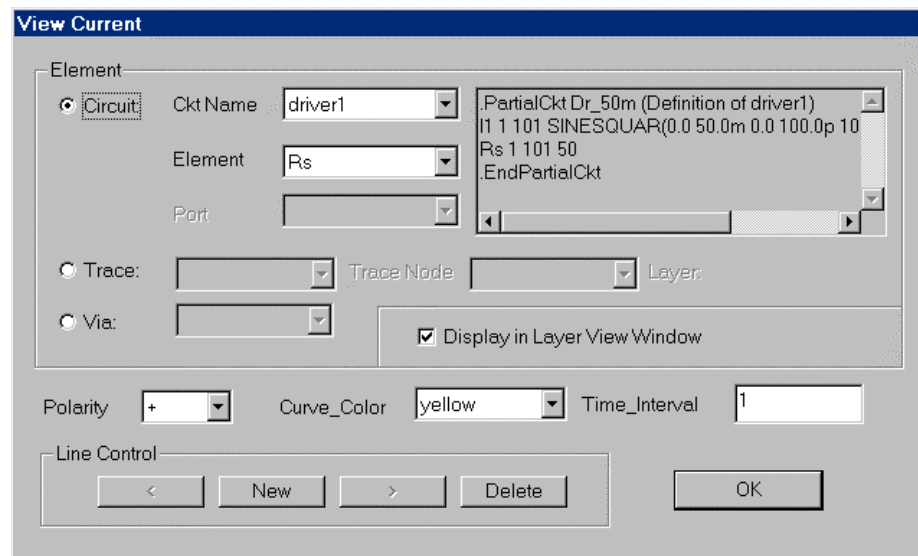 View Current
Element
Circuit: Ckt Name driver1
.PartialCkt Dr_50m (Definition of driver1)
I1 1 101 SINESQUAR(0.0 50.0m 0.0 100.0p 10
Rs 1 101 50
.EndPartialCkt
Element Rs
Port
Trace: Trace Node Layer:
Via:
Display in Layer View Window
Polarity + Curve_Color yellow Time_Interval 1
Line Control
< New > Delete
OK